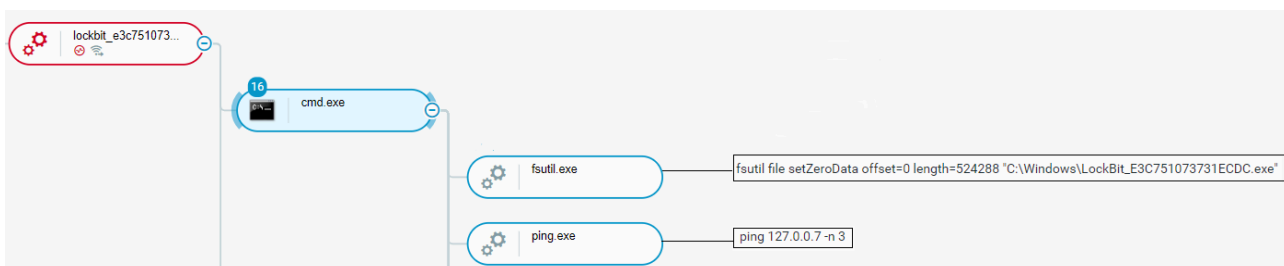 lockbit_e3c751073...
16
cmd.exe
fsutil.exe
fsutil file setZeroData offset=0 length=524288 "C:\Windows\LockBit_E3C751073731ECDC.exe"
ping.exe
ping 127.0.0.7 -n 3